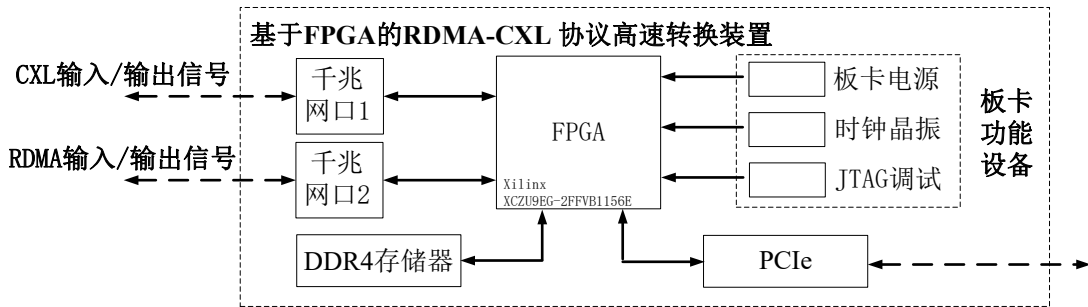 基于FPGA的RDMA-CXL 协议高速转换装置
CXL输入/输出信号
千兆
网口1
RDMA输入/输出信号
千兆
网口2
FPGA
Xilinx
XCZU9EG-2FFVB1156E
板卡电源
时钟晶振
JTAG调试
板卡
功能
设备
DDR4存储器
PCIe